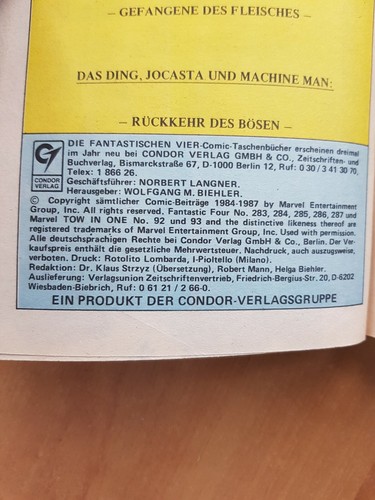 – GEFANGENE DES FLEISCHES –
DAS DING, JOCASTA UND MACHINE MAN:
– RÜCKKEHR DES BÖSEN –
CONDOR
VERLAG
DIE FANTASTISCHEN VIER-Comic-Taschenbücher erscheinen dreimal
im Jahr neu bei CONDOR VERLAG GMBH & CO., Zeitschriften- und
Buchverlag, Bismarckstraße 67, D-1000 Berlin 12, Ruf: 0 30/3 41 30 70,
Telex: 1 866 26.
Geschäftsführer: NORBERT LANGNER,
Herausgeber: WOLFGANG M. BIEHLER.
© Copyright sämtlicher Comic-Beiträge 1984-1987 by Marvel Entertainment
Group, Inc. All rights reserved, Fantastic Four No. 283, 284, 285, 286, 287 und
Marvel TOW IN ONE No. 92 und 93 and the distinctive likeness thereof are
registered trademarks of Marvel Entertainment Group, Inc. Used with permission.
Alle deutschsprachigen Rechte bei Condor Verlag GmbH & Co., Berlin. Der Ver-
kaufspreis enthält die gesetzliche Mehrwertsteuer, Nachdruck, auch auszugsweise,
verboten. Druck: Rotolito Lombarda, I-Pioltello (Milano).
Redaktion: Dr. Klaus Strzyz (Übersetzung), Robert Mann, Helga Biehler.
Auslieferung: Verlagsunion Zeitschriftenvertrieb, Friedrich-Bergius-Str. 20, D-6202
Wiesbaden-Biebrich, Ruf: 0 61 21 / 2 66-0.
EIN PRODUKT DER CONDOR-VERLAGSGRUPPE